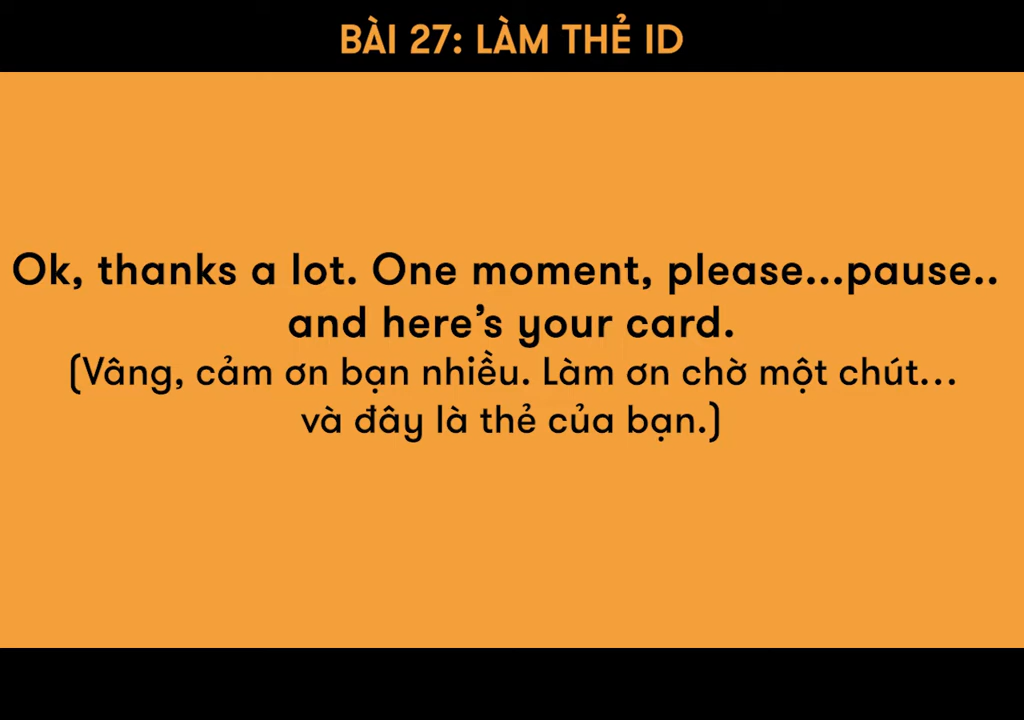 BÀI 27: LÀM THẺ ID
Ok, thanks a lot. One moment, please...pause..
and here’s your card.
(Vâng, cảm ơn bạn nhiều. Làm ơn chờ một chút...
và đây là thẻ của bạn.)